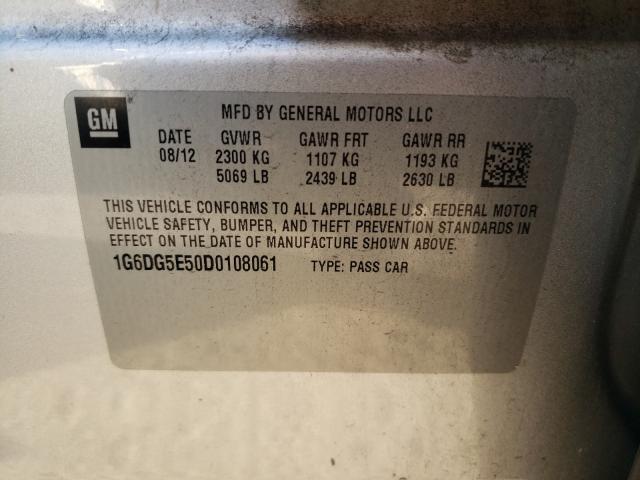 GM
MFD BY GENERAL MOTORS LLC
DATE GVWR GAWR FRT GAWR RR
08/12 2300 KG 1107 KG 1193 KG
5069 LB 2439 LB 2630 LB
THIS VEHICLE CONFORMS TO ALL APPLICABLE U.S. FEDERAL MOTOR
VEHICLE SAFETY, BUMPER, AND THEFT PREVENTION STANDARDS IN
EFFECT ON THE DATE OF MANUFACTURE SHOWN ABOVE.
1G6DG5E50D0108061 TYPE: PASS CAR